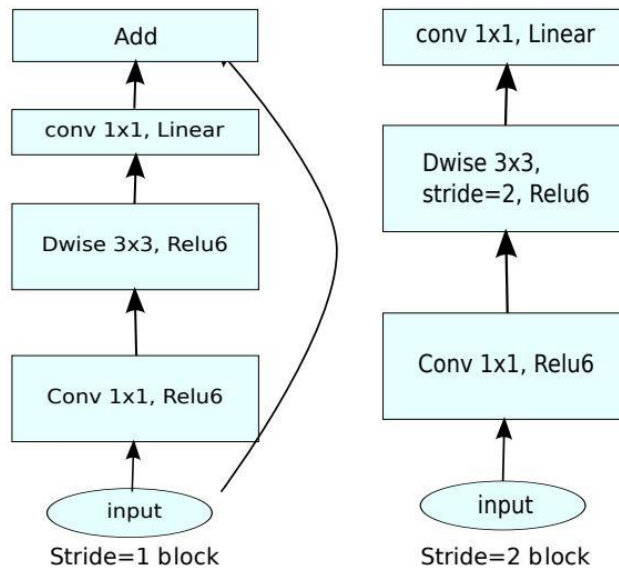 Add
conv 1x1, Linear
Dwise 3x3, Relu6
Conv 1x1, Relu6
input
Stride=1 block
conv 1x1, Linear
Dwise 3x3,
stride=2, Relu6
Conv 1x1, Relu6
input
Stride=2 block